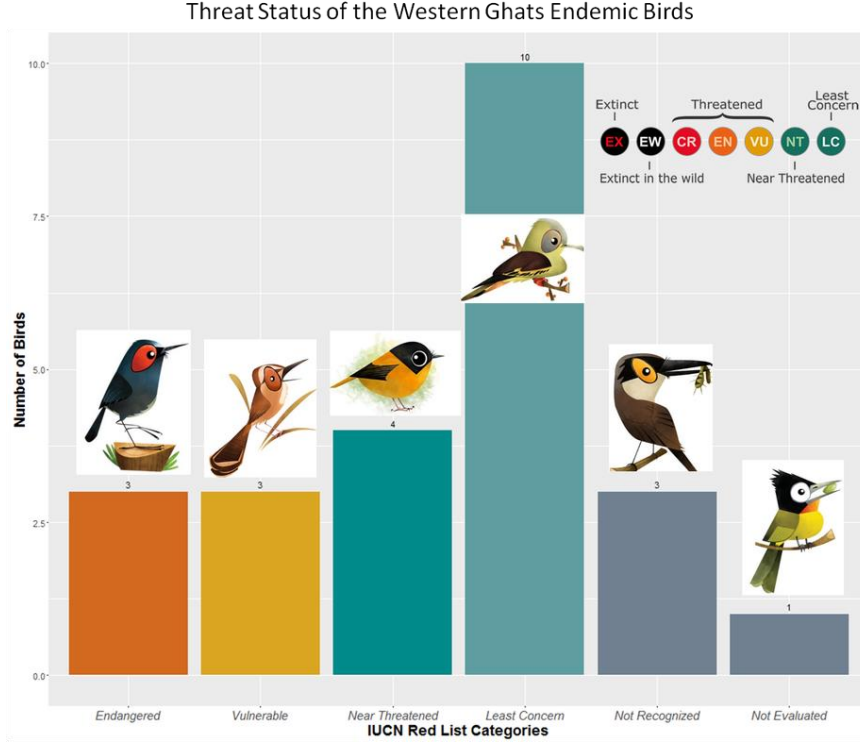 Threat Status of the Western Ghats Endemic Birds
10
10.0
Extinct
Threatened
Least
Concern
EX EW CR EN VU NT LC
Extinct in the wild
Near Threatened
7.5
Number of Birds
5.0
4
3
3
3
2.5
1
0.0
Endangered
Vulnerable
Near Threatened
Least Concern
Not Recognized
Not Evaluated
IUCN Red List Categories